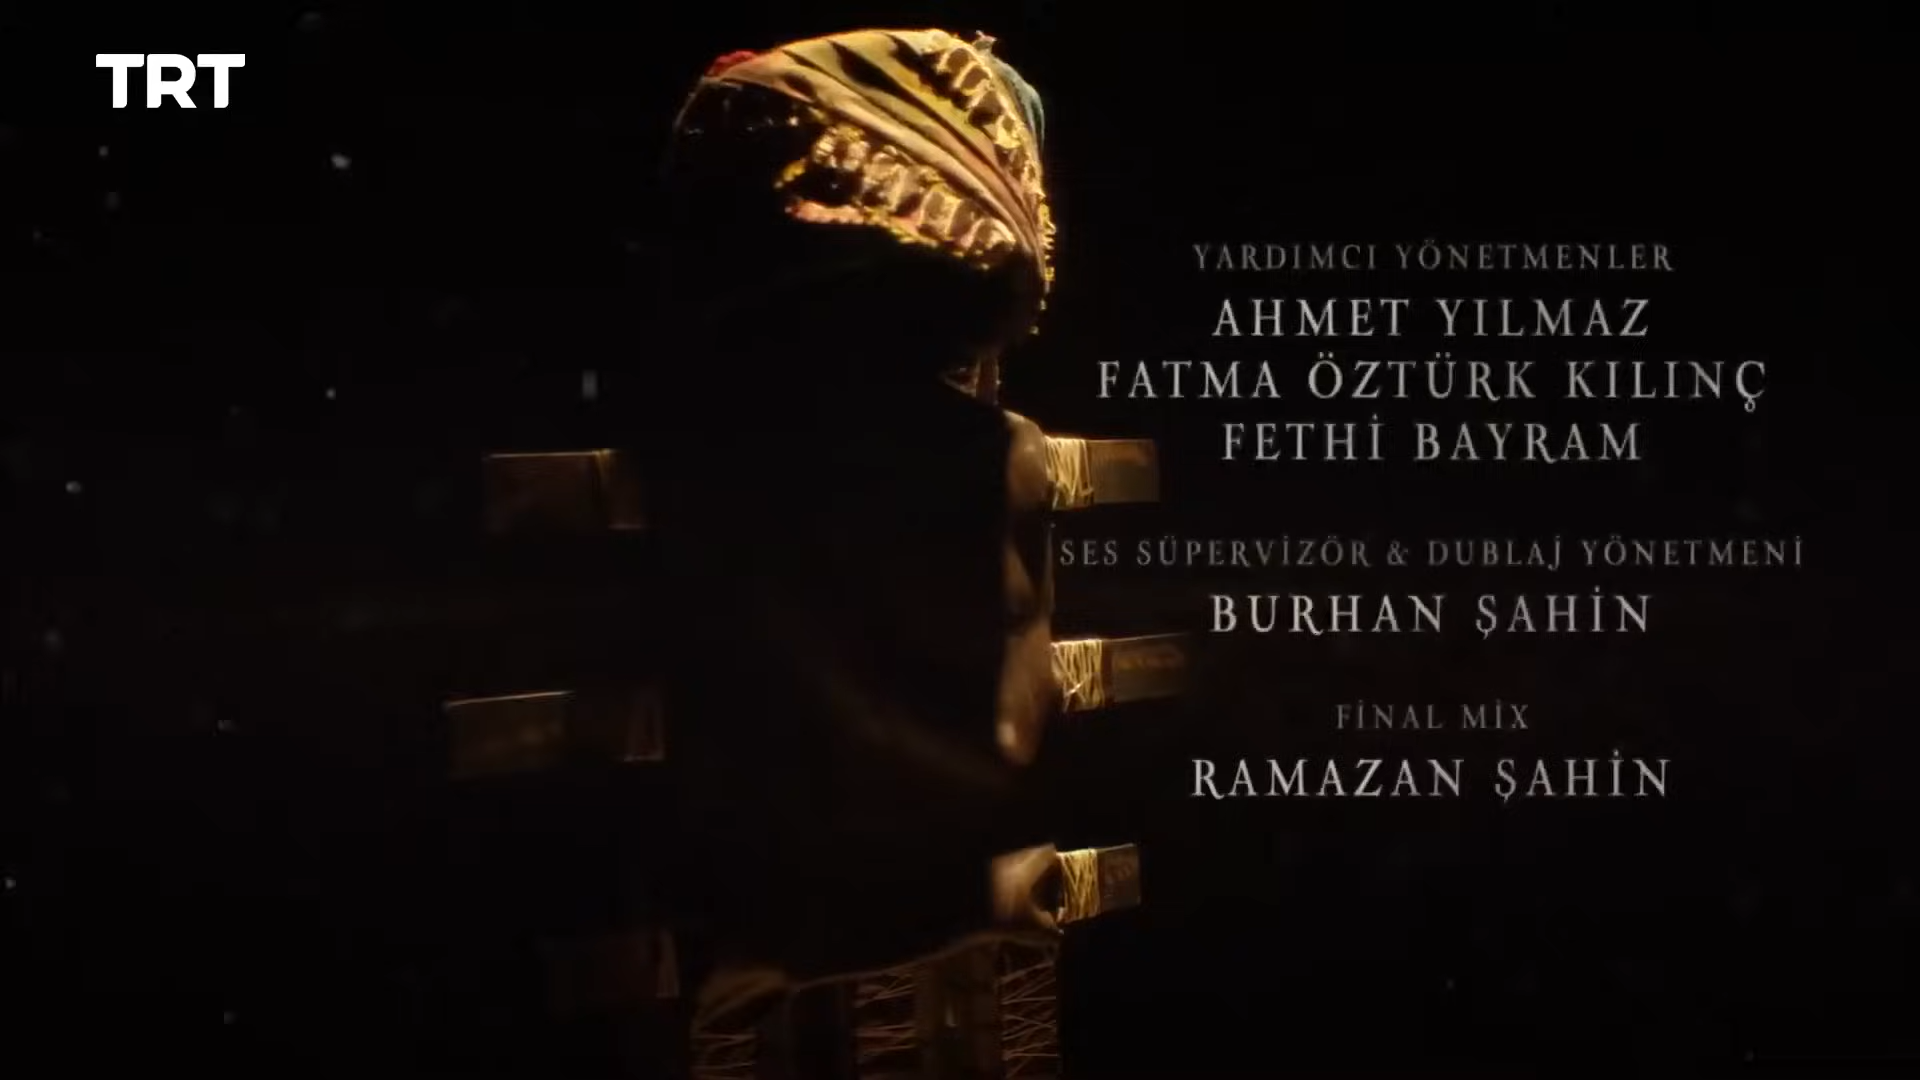 TRT
YARDIMCI YÖNETMENLER
AHMET YILMAZ
FATMA ÖZTÜRK KILINÇ
FETHİ BAYRAM
SES SÜPERVİZÖR & DUBLAJ YÖNETMENİ
BURHAN ŞAHİN
FİNAL MİX
RAMAZAN ŞAHİN